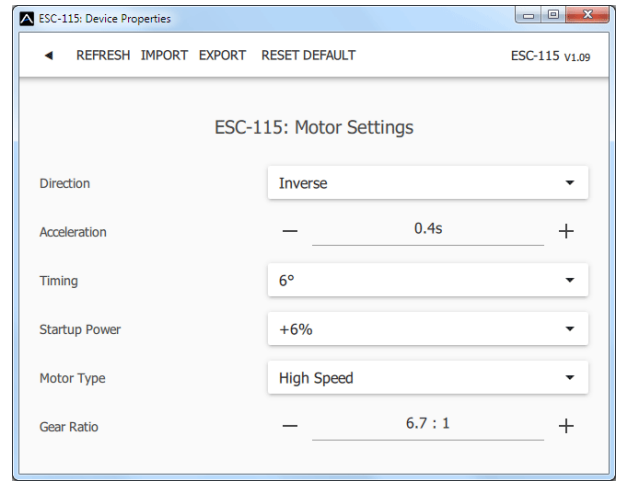 ESC-115: Device Properties
REFRESH IMPORT EXPORT RESET DEFAULT ESC-115 V1.09
ESC-115: Motor Settings
Direction Inverse
Acceleration — 0.4s +
Timing 6°
Startup Power +6%
Motor Type High Speed
Gear Ratio — 6.7 : 1 +